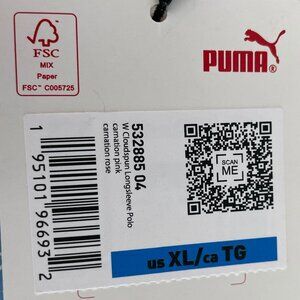 FSC
MIX
Paper
FSC™ C005725
PUMA®
532285 04
W Cloudspun Longsleeve Polo
carnation pink
carnation rose
1 95101 96693 2
SCAN
ME
us XL/ca TG